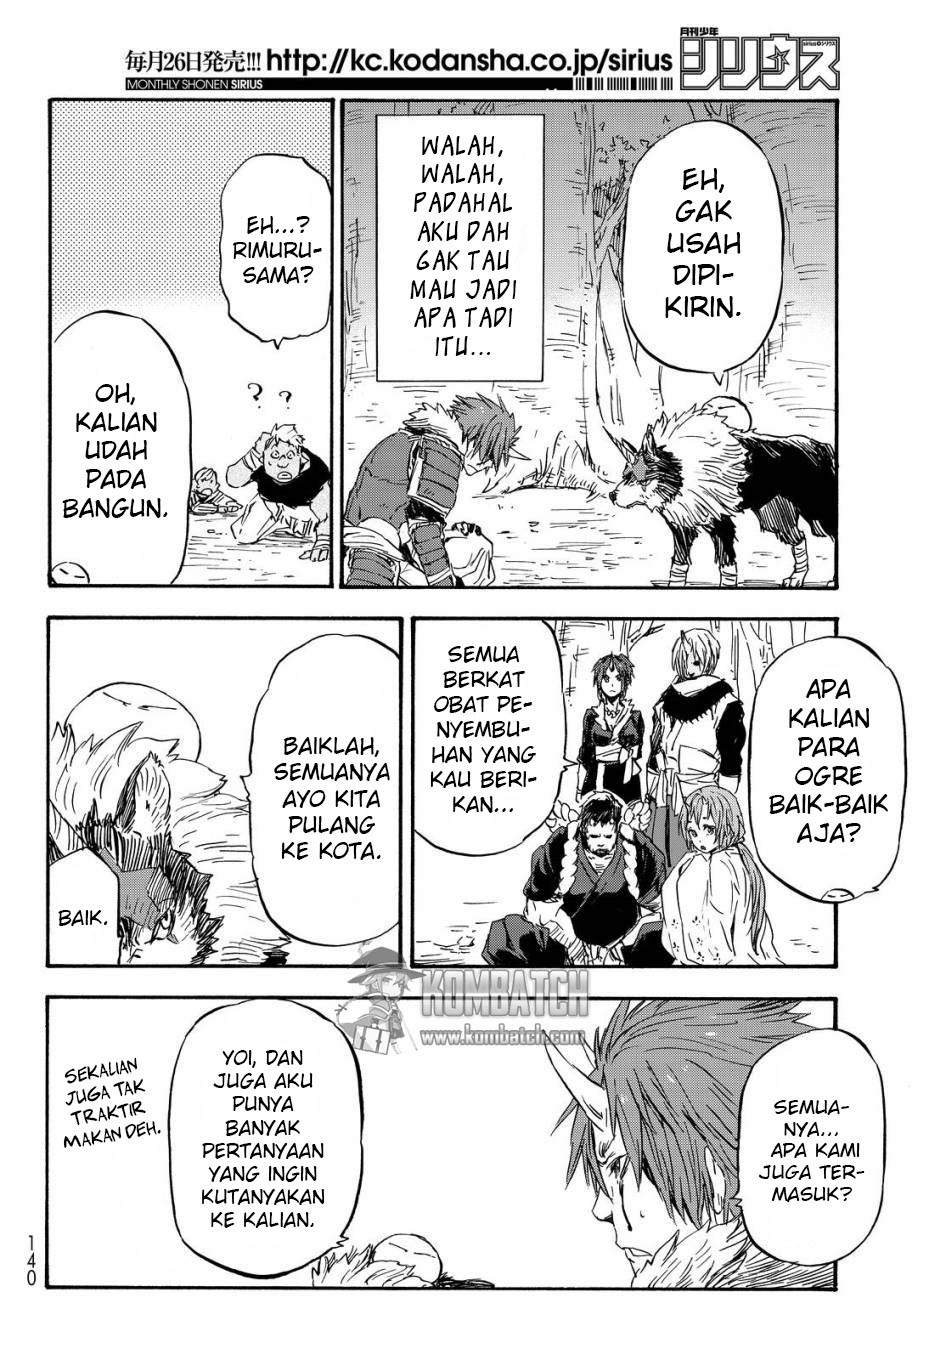 毎月26日発売!!! http://kc.kodansha.co.jp/sirius
MONTHLY SHONEN SIRIUS
月刊少年
sirius シリウス
シリウス
EH,
GAK
USAH
DIPI-
KIRIN.
WALAH,
WALAH,
PADAHAL
AKU DAH
GAK TAU
MAU JADI
APA TADI
ITU...
EH...?
RIMURU-
SAMA?
? ?
OH,
KALIAN
UDAH
PADA
BANGUN.
APA
KALIAN
PARA
OGRE
BAIK-BAIK
AJA?
SEMUA
BERKAT
OBAT PE-
NYEMBU-
HAN YANG
KAU BERI-
KAN...
BAIKLAH,
SEMUANYA
AYO KITA
PULANG
KE KOTA.
BAIK.
KOMBATCH
www.kombatch.com
SEMUA-
NYA...
APA KAMI
JUGA TER-
MASUK?
YOI, DAN
JUGA AKU
PUNYA
BANYAK
PERTANYAAN
YANG INGIN
KUTANYAKAN
KE KALIAN.
SEKALIAN
JUGA TAK
TRAKTIR
MAKAN DEH.
140